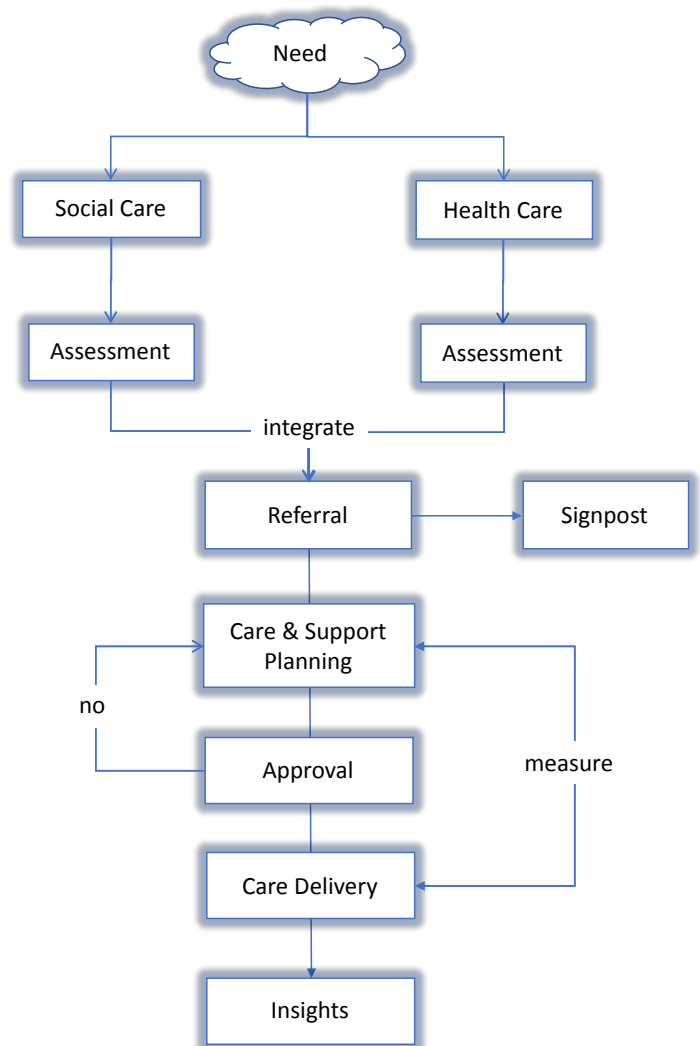 Need
Social Care
Health Care
Assessment
Assessment
integrate
Referral
Signpost
Care & Support
Planning
no
Approval
measure
Care Delivery
Insights